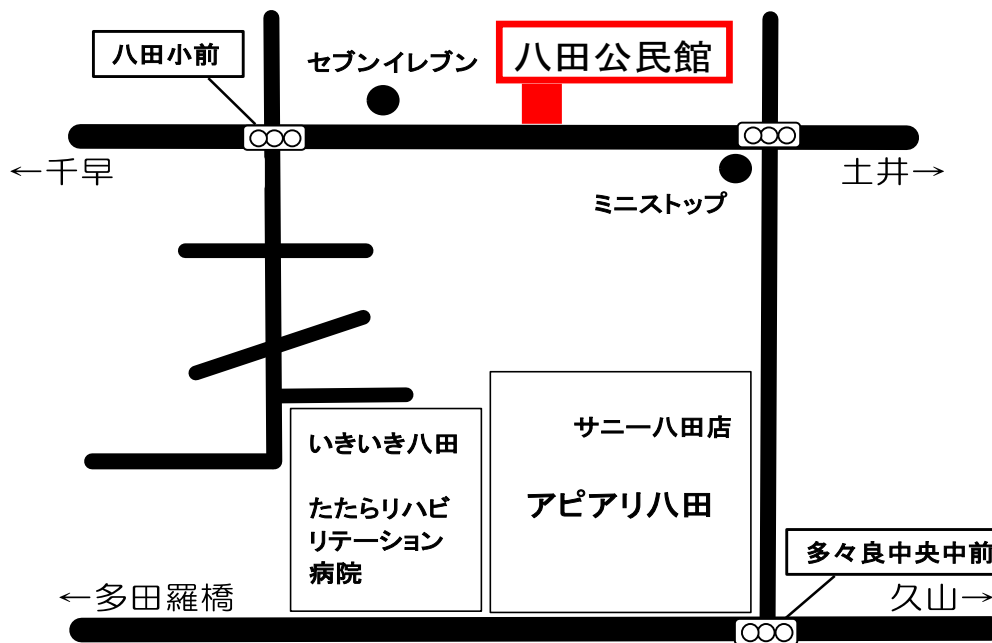 八田小前
セブンイレブン
八田公民館
←千早
土井→
ミニストップ
サニー八田店
いきいき八田
アピアリ八田
たたらリハビ
リテーション
病院
多々良中央中前
←多田羅橋
久山→